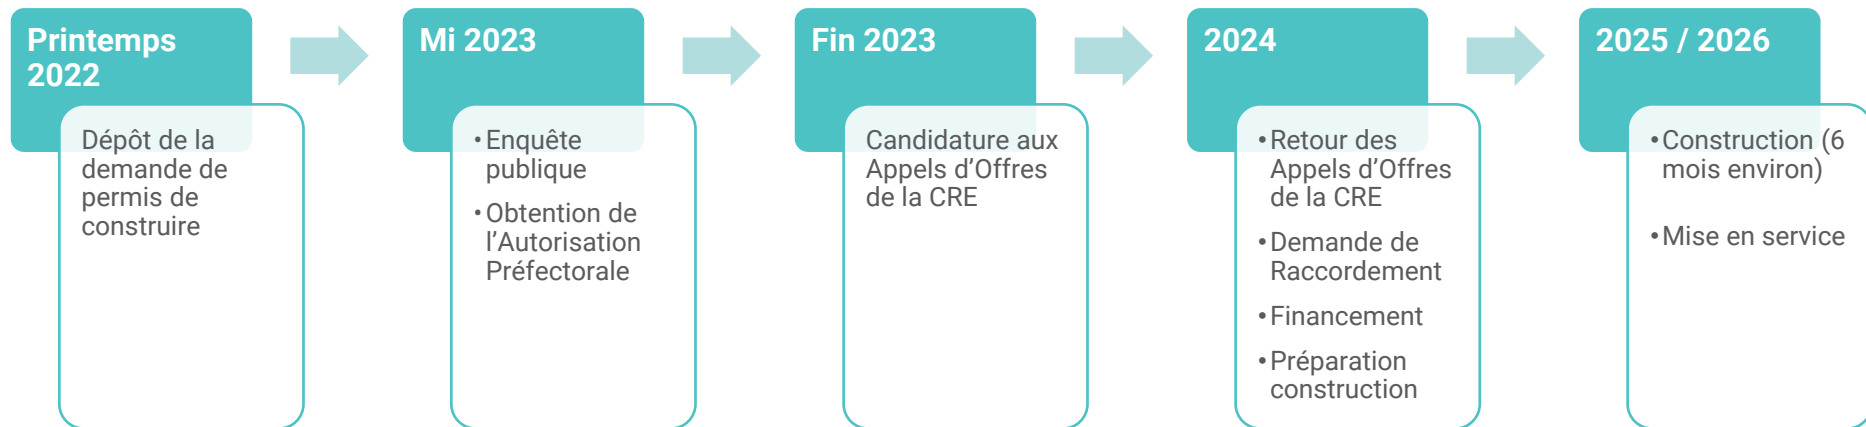 Printemps
2022
Dépôt de la
demande de
permis de
construire
Mi 2023
• Enquête
publique
• Obtention de
l’Autorisation
Préfectorale
Fin 2023
Candidature aux
Appels d’Offres
de la CRE
2024
• Retour des
Appels d’Offres
de la CRE
• Demande de
Raccordement
• Financement
• Préparation
construction
2025 / 2026
• Construction (6
mois environ)
• Mise en service